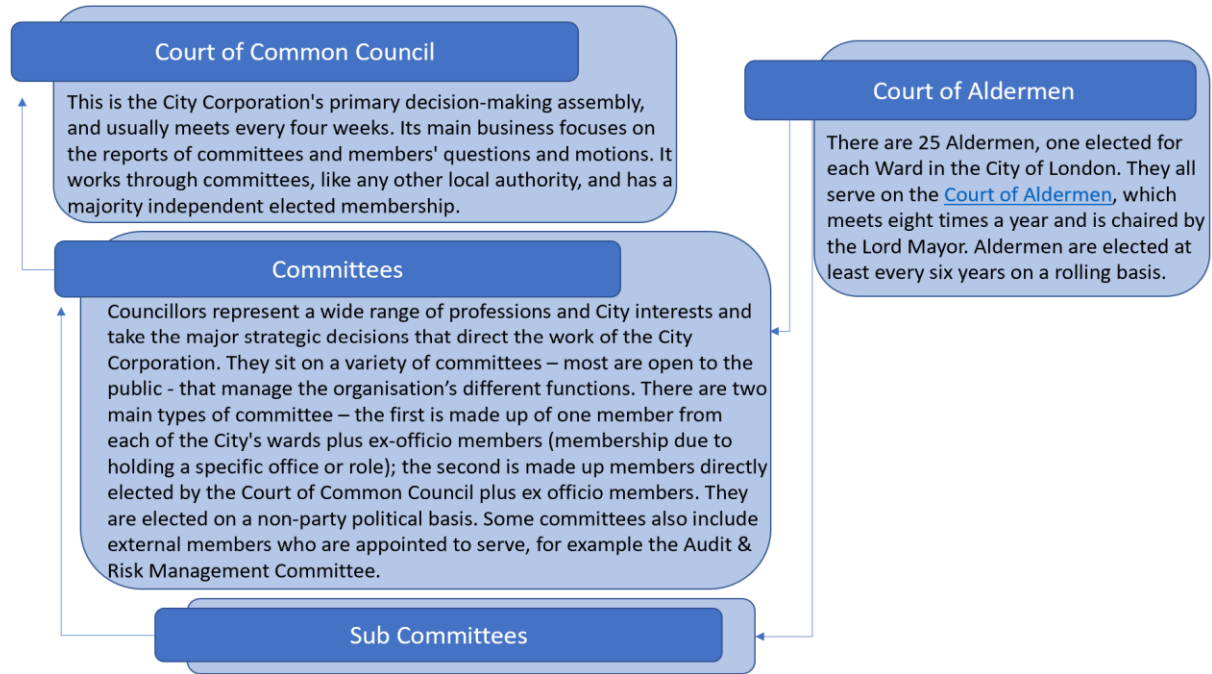 Court of Common Council
This is the City Corporation's primary decision-making assembly,
and usually meets every four weeks. Its main business focuses on
the reports of committees and members' questions and motions. It
works through committees, like any other local authority, and has a
majority independent elected membership.
Court of Aldermen
There are 25 Aldermen, one elected for
each Ward in the City of London. They all
serve on the Court of Aldermen, which
meets eight times a year and is chaired by
the Lord Mayor. Aldermen are elected at
least every six years on a rolling basis.
Committees
Councillors represent a wide range of professions and City interests and
take the major strategic decisions that direct the work of the City
Corporation. They sit on a variety of committees – most are open to the
public - that manage the organisation’s different functions. There are two
main types of committee – the first is made up of one member from
each of the City's wards plus ex-officio members (membership due to
holding a specific office or role); the second is made up members directly
elected by the Court of Common Council plus ex officio members. They
are elected on a non-party political basis. Some committees also include
external members who are appointed to serve, for example the Audit &
Risk Management Committee.
Sub Committees